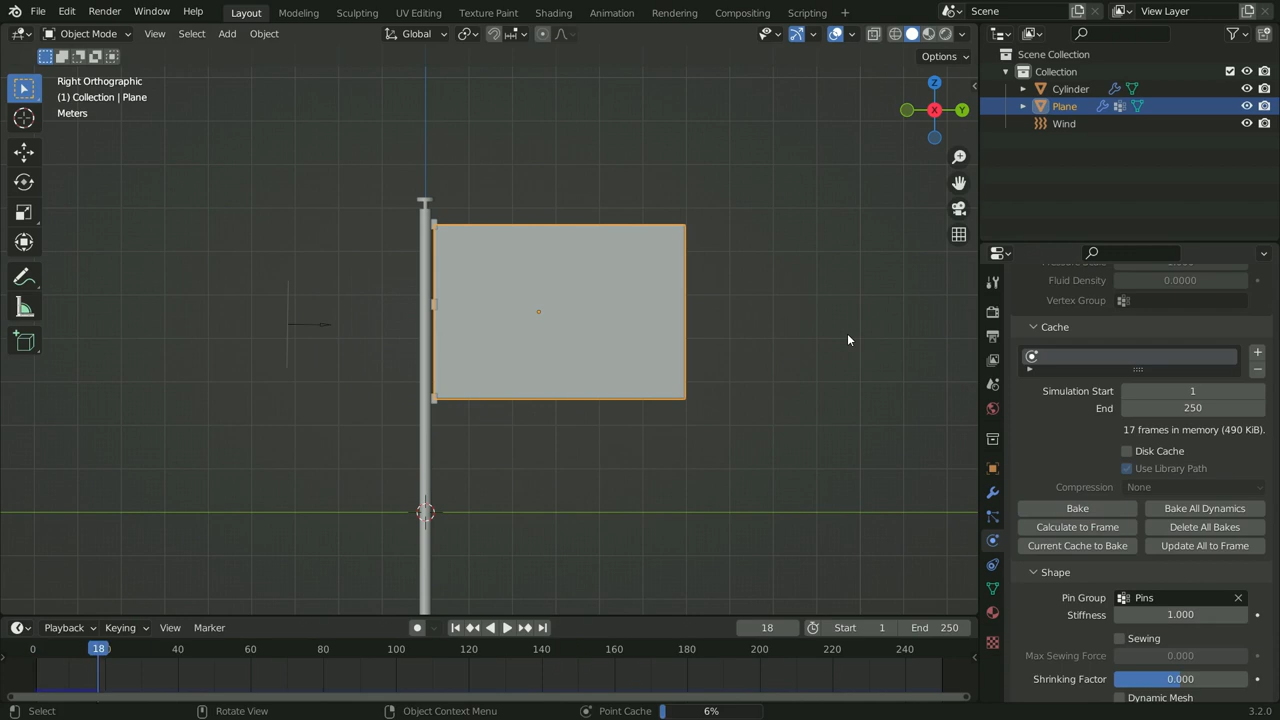 File Edit Render Window Help Layout Modeling Sculpting UV Editing Texture Paint Shading Animation Rendering Compositing Scripting + Scene View Layer
Object Mode View Select Add Object Global
Options
Right Orthographic
(1) Collection | Plane
Meters
Z
X
Y
Scene Collection
Collection
Cylinder
Plane
Wind
Fluid Density 0.0000
Vertex Group
Cache
Simulation Start 1
End 250
17 frames in memory (490 KiB).
Disk Cache
Use Library Path
Compression None
Bake Bake All Dynamics
Calculate to Frame Delete All Bakes
Current Cache to Bake Update All to Frame
Shape
Pin Group Pins
Stiffness 1.000
Sewing
Max Sewing Force 0.000
Shrinking Factor 0.000
Dynamic Mesh
Playback Keying View Marker 18 Start 1 End 250
0 18 40 60 80 100 120 140 160 180 200 220 240
Select Rotate View Object Context Menu Point Cache 6% 3.2.0